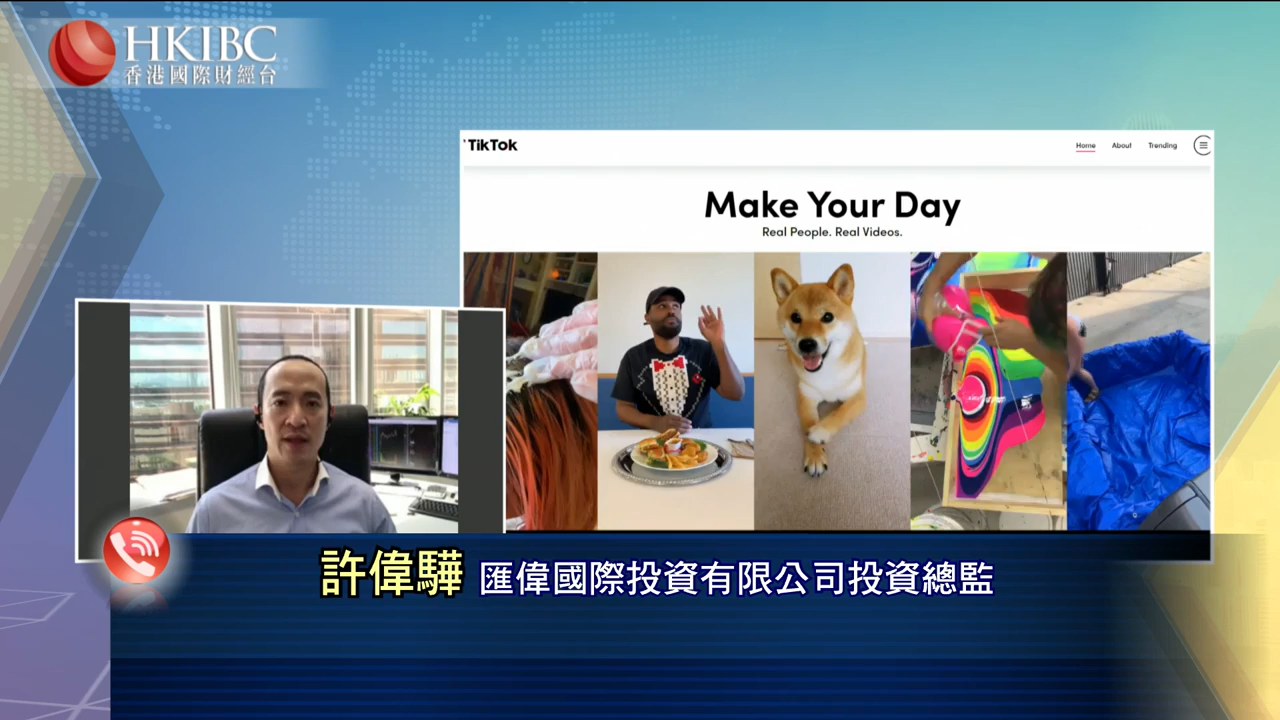 HKIBC
香港國際財經台
TikTok
Home About Trending
Make Your Day
Real People. Real Videos.
許偉驊 匯偉國際投資有限公司投資總監